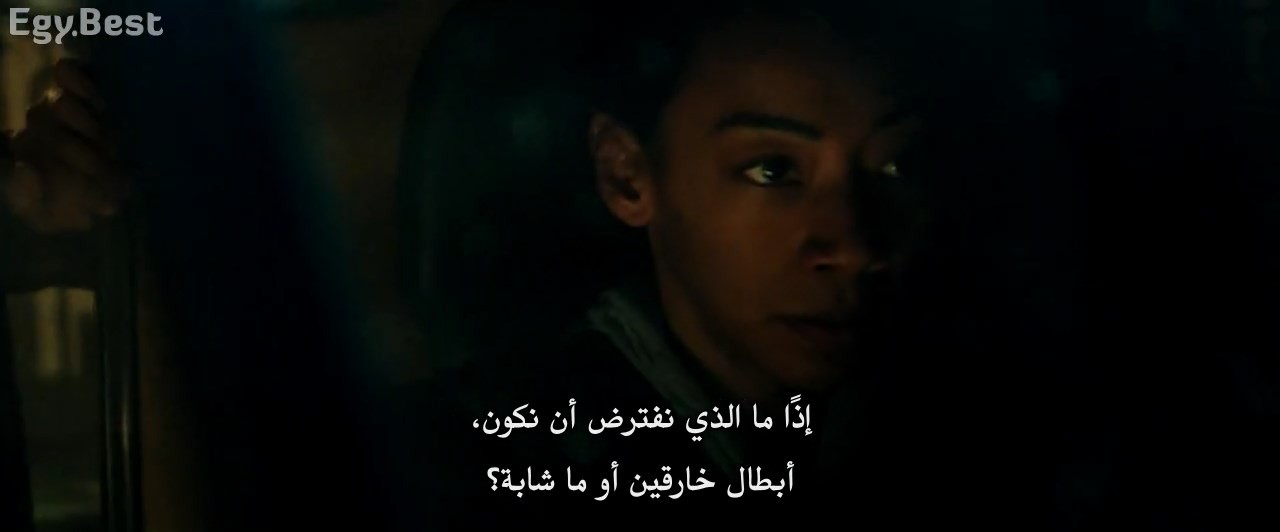 Egy.Best
إذًا ما الذي نفترض أن نكون،
أبطال خارقين أو ما شابة؟